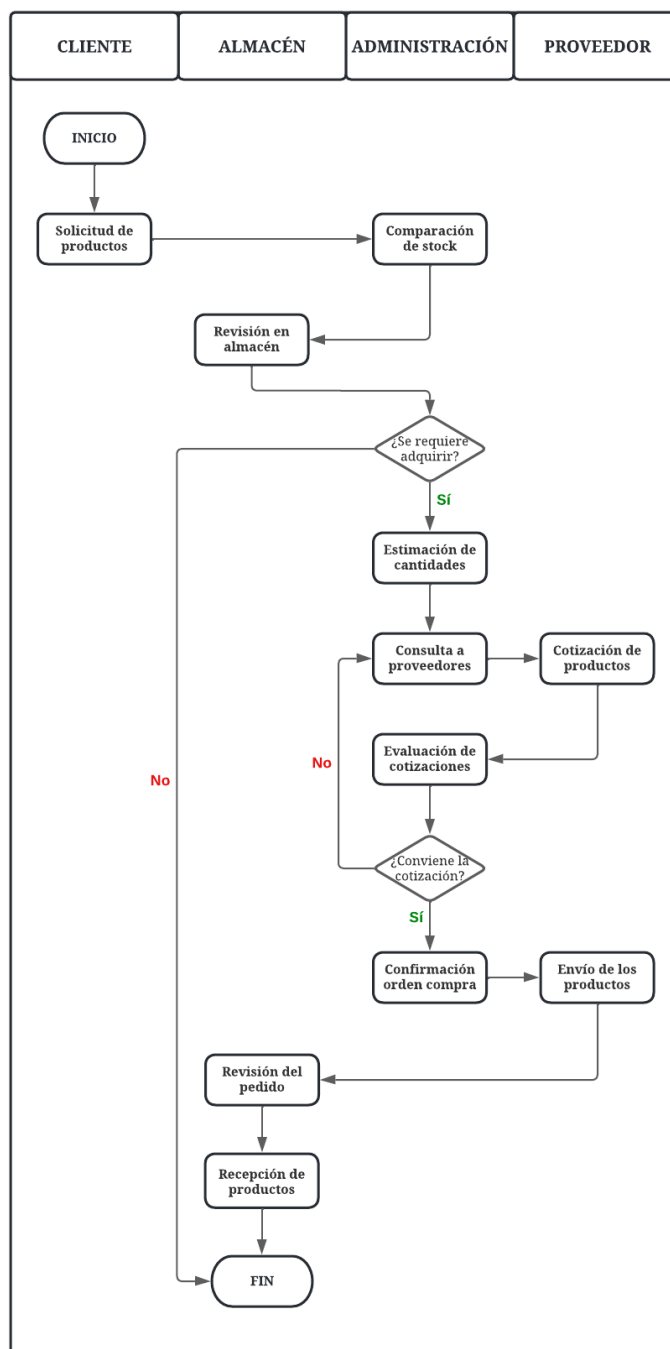 CLIENTE
ALMACÉN
ADMINISTRACIÓN
PROVEEDOR
INICIO
Solicitud de
productos
Comparación
de stock
Revisión en
almacén
¿Se requiere
adquirir?
Sí
Estimación de
cantidades
Consulta a
proveedores
Cotización de
productos
Evaluación de
cotizaciones
No
No
¿Conviene la
cotización?
Sí
Confirmación
orden compra
Envío de los
productos
Revisión del
pedido
Recepción de
productos
FIN